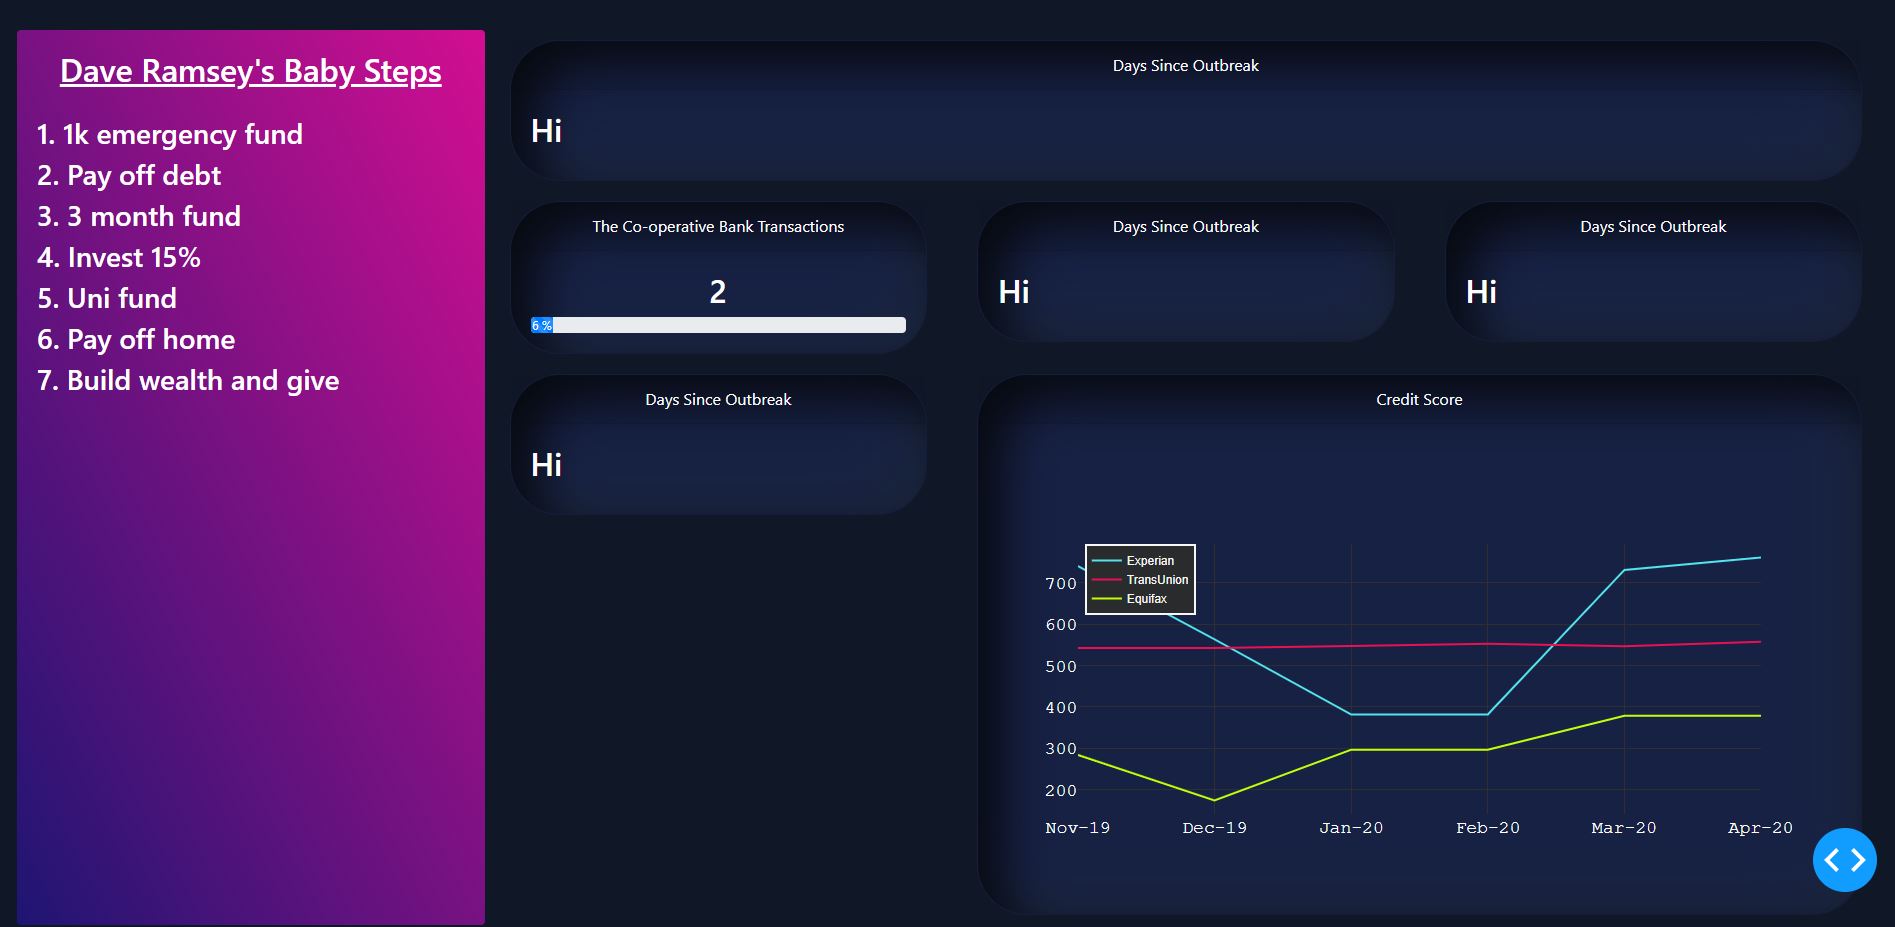 Dave Ramsey's Baby Steps
1. 1k emergency fund
2. Pay off debt
3. 3 month fund
4. Invest 15%
5. Uni fund
6. Pay off home
7. Build wealth and give
Days Since Outbreak
Hi
The Co-operative Bank Transactions
2
6 %
Days Since Outbreak
Hi
Days Since Outbreak
Hi
Days Since Outbreak
Hi
Credit Score
Experian
TransUnion
Equifax
700
600
500
400
300
200
Nov-19 Dec-19 Jan-20 Feb-20 Mar-20 Apr-20